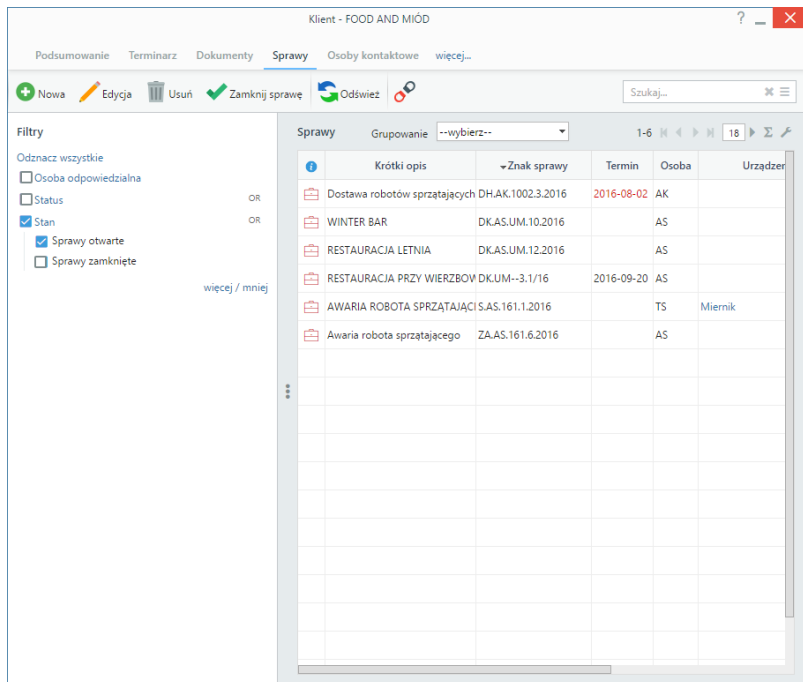 Klient - FOOD AND MIÓD
?
Podsumowanie Terminarz Dokumenty Sprawy Osoby kontaktowe więcej...
Nowa Edycja Usuń Zamknij sprawę Odśwież Szukaj...
Filtry
Odznacz wszystkie
Osoba odpowiedzialna
Status OR
Stan OR
Sprawy otwarte
Sprawy zamknięte
więcej / mniej
Sprawy Grupowanie --wybierz-- 1-6 18 Σ
Krótki opis Znak sprawy Termin Osoba Urządzer
Dostawa robotów sprzątających DH.AK.1002.3.2016 2016-08-02 AK
WINTER BAR DK.AS.UM.10.2016 AS
RESTAURACJA LETNIA DK.AS.UM.12.2016 AS
RESTAURACJA PRZY WIERZBOW DK.UM--3.1/16 2016-09-20 AS
AWARIA ROBOTA SPRZĄTAJĄCI S.AS.161.1.2016 TS Miernik
Awaria robota sprzątającego ZA.AS.161.6.2016 AS